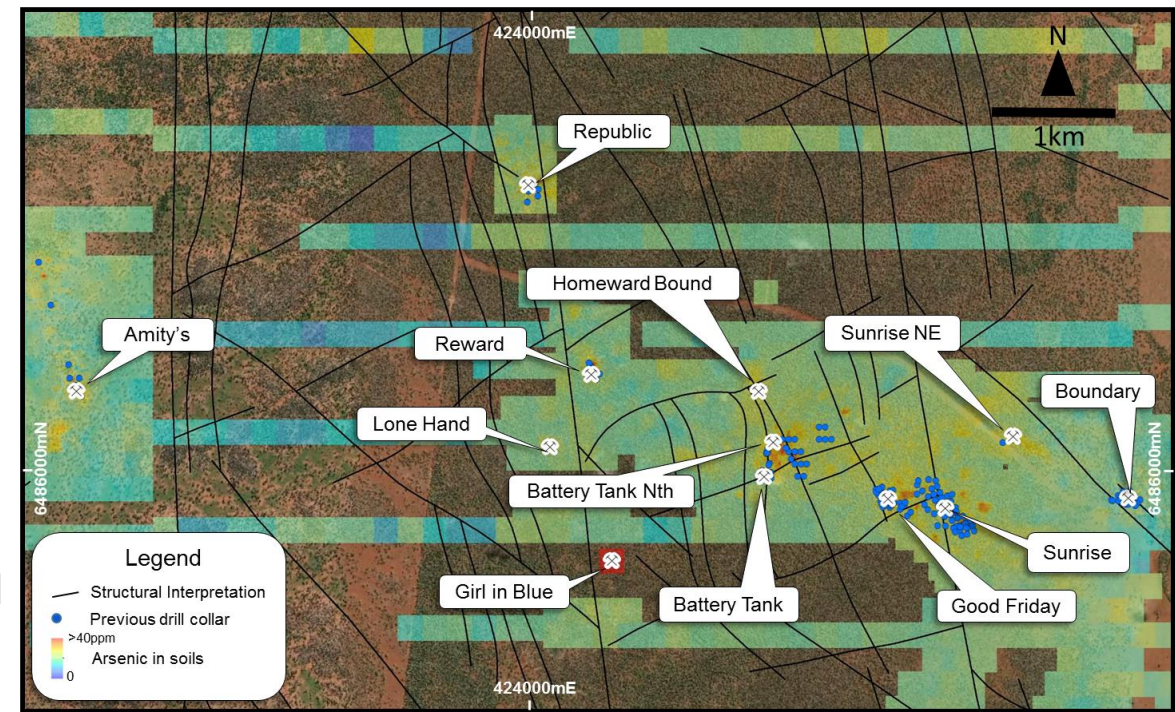 424000mE
N
1km
Republic
Homeward Bound
Amity's
Reward
Sunrise NE
Boundary
Lone Hand
6486000mN
6486000mN
Battery Tank Nth
Sunrise
Girl in Blue
Battery Tank
Good Friday
Legend
Structural Interpretation
Previous drill collar
>40ppm
Arsenic in soils
0
424000mE